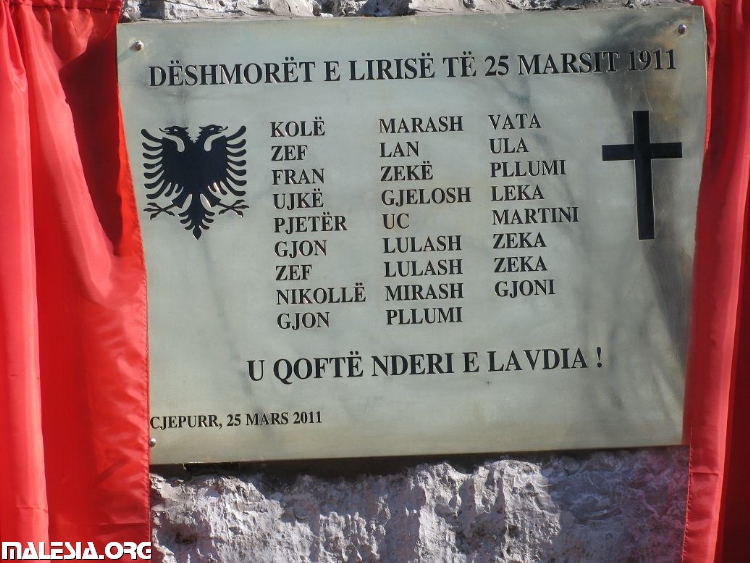 DËSHMORËT E LIRISË TË 25 MARSIT 1911
KOLË MARASH VATA
ZEF LAN ULA
FRAN ZEKË PLLUMI
UJKË GJELOSH LEKA
PJETËR UC MARTINI
GJON LULASH ZEKA
ZEF LULASH ZEKA
NIKOLLË MIRASH GJONI
GJON PLLUMI
U QOFTË NDERI E LAVDIA !
CJEPURR, 25 MARS 2011
MALESIA.ORG